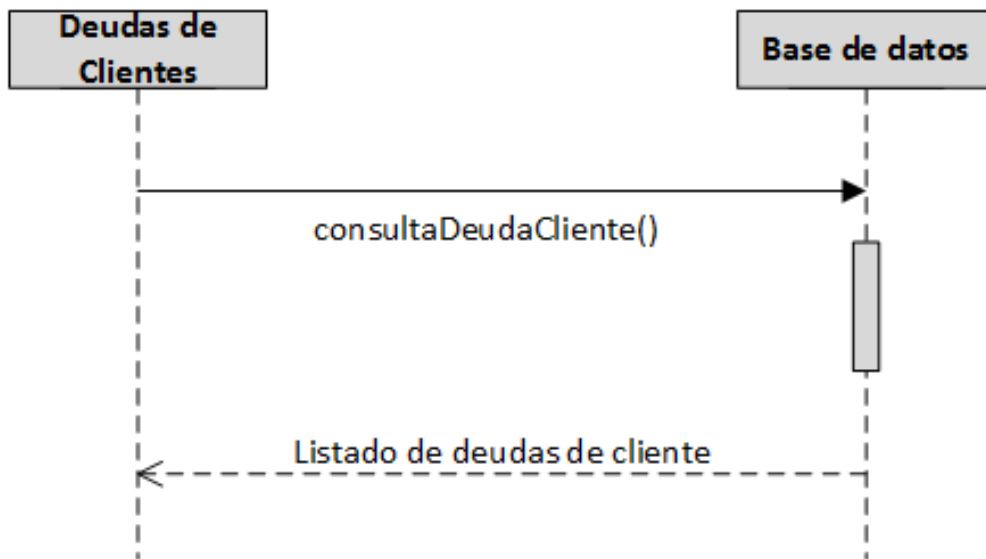 Deudas de
Clientes
Base de datos
consultaDeudaCliente()
Listado de deudas de cliente